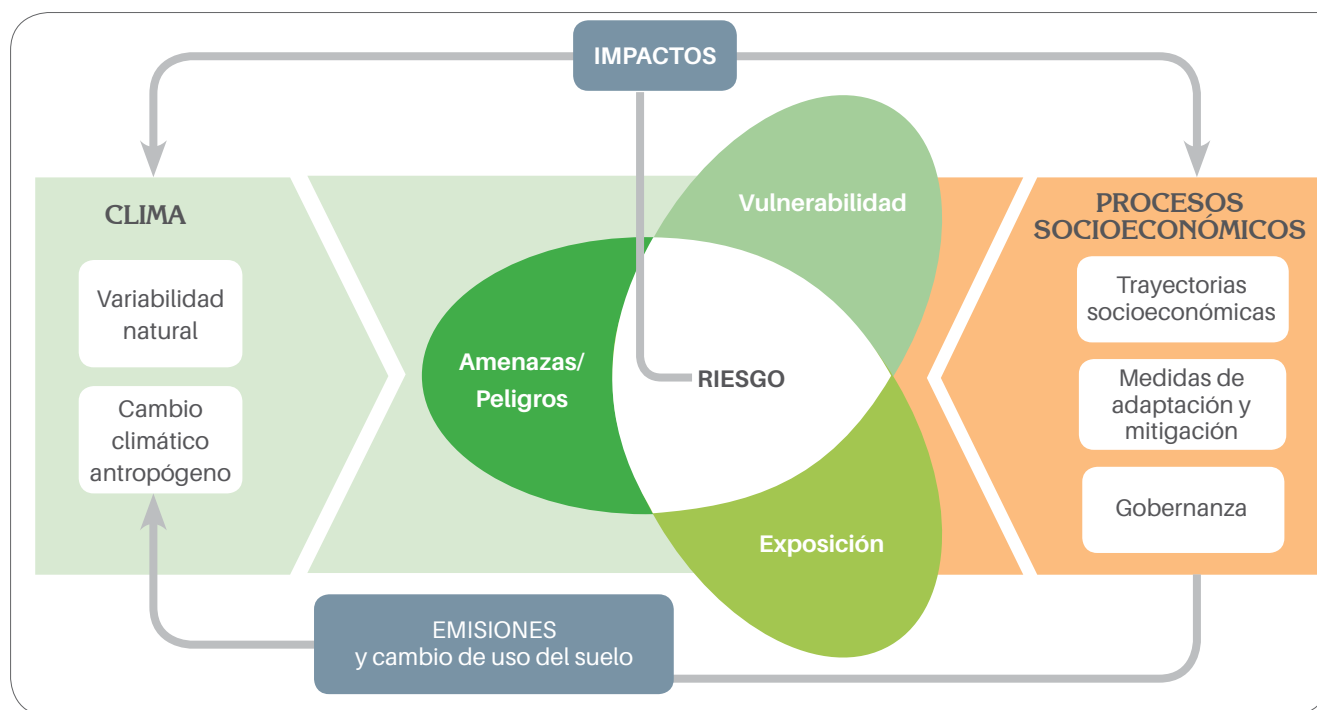 IMPACTOS
CLIMA
Variabilidad
natural
Cambio
climático
antropógeno
Vulnerabilidad
Amenazas/
Peligros
RIESGO
Exposición
PROCESOS
SOCIOECONÓMICOS
Trayectorias
socioeconómicas
Medidas de
adaptación y
mitigación
Gobernanza
EMISIONES
y cambio de uso del suelo